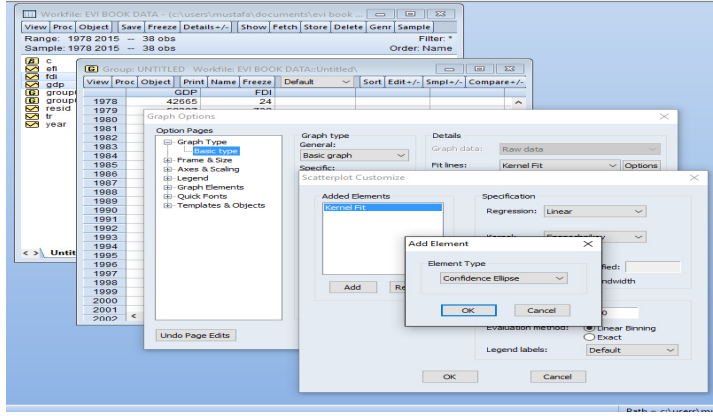 Workfile: EVI BOOK DATA - (c:\users\mustafa\documents\evi book ...
View Proc Object Save Freeze Details+/- Show Fetch Store Delete Genr Sample
Range: 1978 2015 -- 38 obs Filter: *
Sample: 1978 2015 -- 38 obs Order: Name
c
efi
fdi
gdp
group
group
resid
tr
year
Untit
Group: UNTITLED Workfile: EVI BOOK DATA::Untitled\
View Proc Object Print Name Freeze Default Sort Edit+/- Smpl+/- Compare+/-
GDP FDI
1978 42665 24
1979
1980
1981
1982
1983
1984
1985
1986
1987
1988
1989
1990
1991
1992
1993
1994
1995
1996
1997
1998
1999
2000
2001
2002
Graph Options
Option Pages
Graph Type
Basic type
Frame & Size
Axes & Scaling
Legend
Graph Elements
Quick Fonts
Templates & Objects
Undo Page Edits
Graph type
General:
Basic graph
Specific:
Details
Graph data: Raw data
Fit lines: Kernel Fit Options
Scatterplot Customize
Added Elements
Kernel Fit
Add Re
Specification
Regression: Linear
fied:
ndwidth
0
Evaluation method: Linear Binning
Exact
Legend labels: Default
OK Cancel
Add Element
Element Type
Confidence Ellipse
OK Cancel